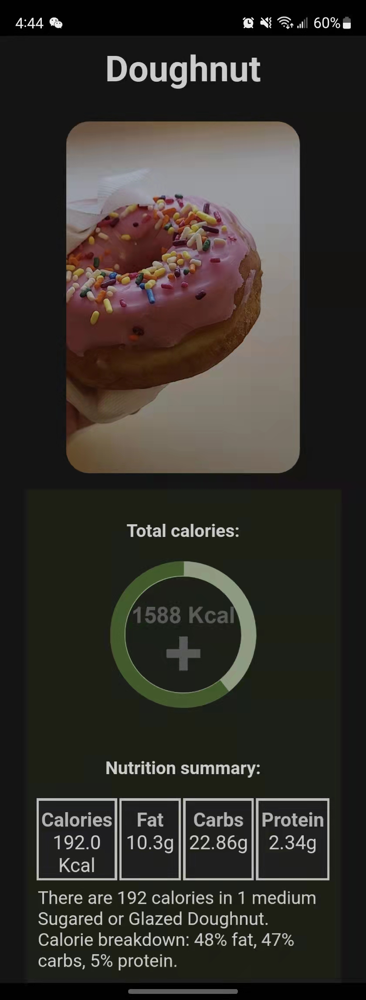 4:44
60%
Doughnut
Total calories:
1588 Kcal
Nutrition summary:
Calories Fat Carbs Protein
192.0 10.3g 22.86g 2.34g
Kcal
There are 192 calories in 1 medium
Sugared or Glazed Doughnut.
Calorie breakdown: 48% fat, 47%
carbs, 5% protein.